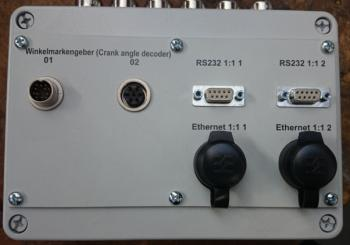 Winkelmarkengeber (Crank angle decoder)
01 02
RS232 1:1 1 RS232 1:1 2
Ethernet 1:1 1 Ethernet 1:1 2